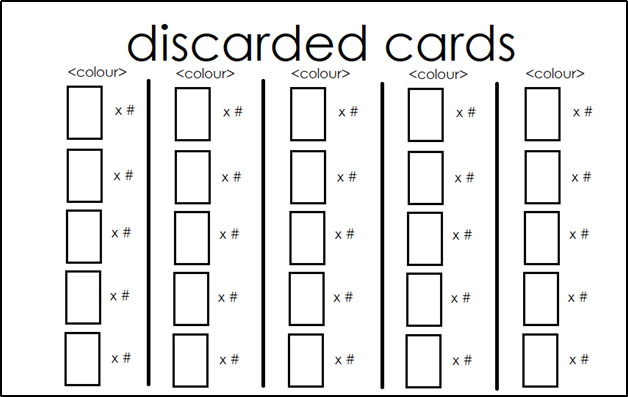 discarded cards
<colour> <colour> <colour> <colour> <colour>
x # x # x # x # x #
x # x # x # x # x #
x # x # x # x # x #
x # x # x # x # x #
x # x # x # x # x #